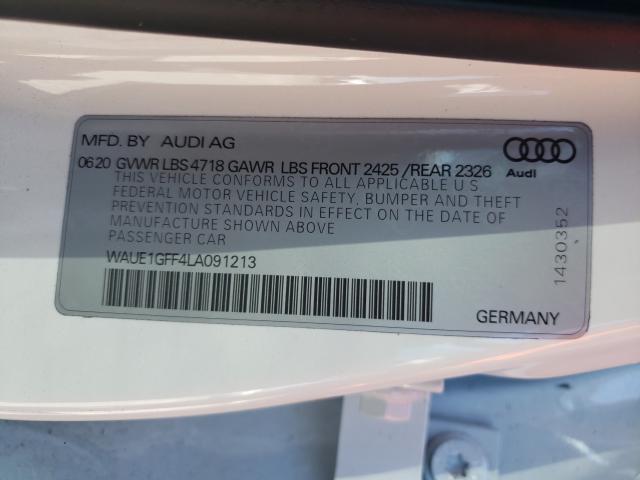 MFD. BY AUDI AG
0620 GVWR LBS 4718 GAWR LBS FRONT 2425 /REAR 2326
THIS VEHICLE CONFORMS TO ALL APPLICABLE U S
FEDERAL MOTOR VEHICLE SAFETY, BUMPER AND THEFT
PREVENTION STANDARDS IN EFFECT ON THE DATE OF
MANUFACTURE SHOWN ABOVE
PASSENGER CAR
WAUE1GFF4LA091213
Audi
1430352
GERMANY